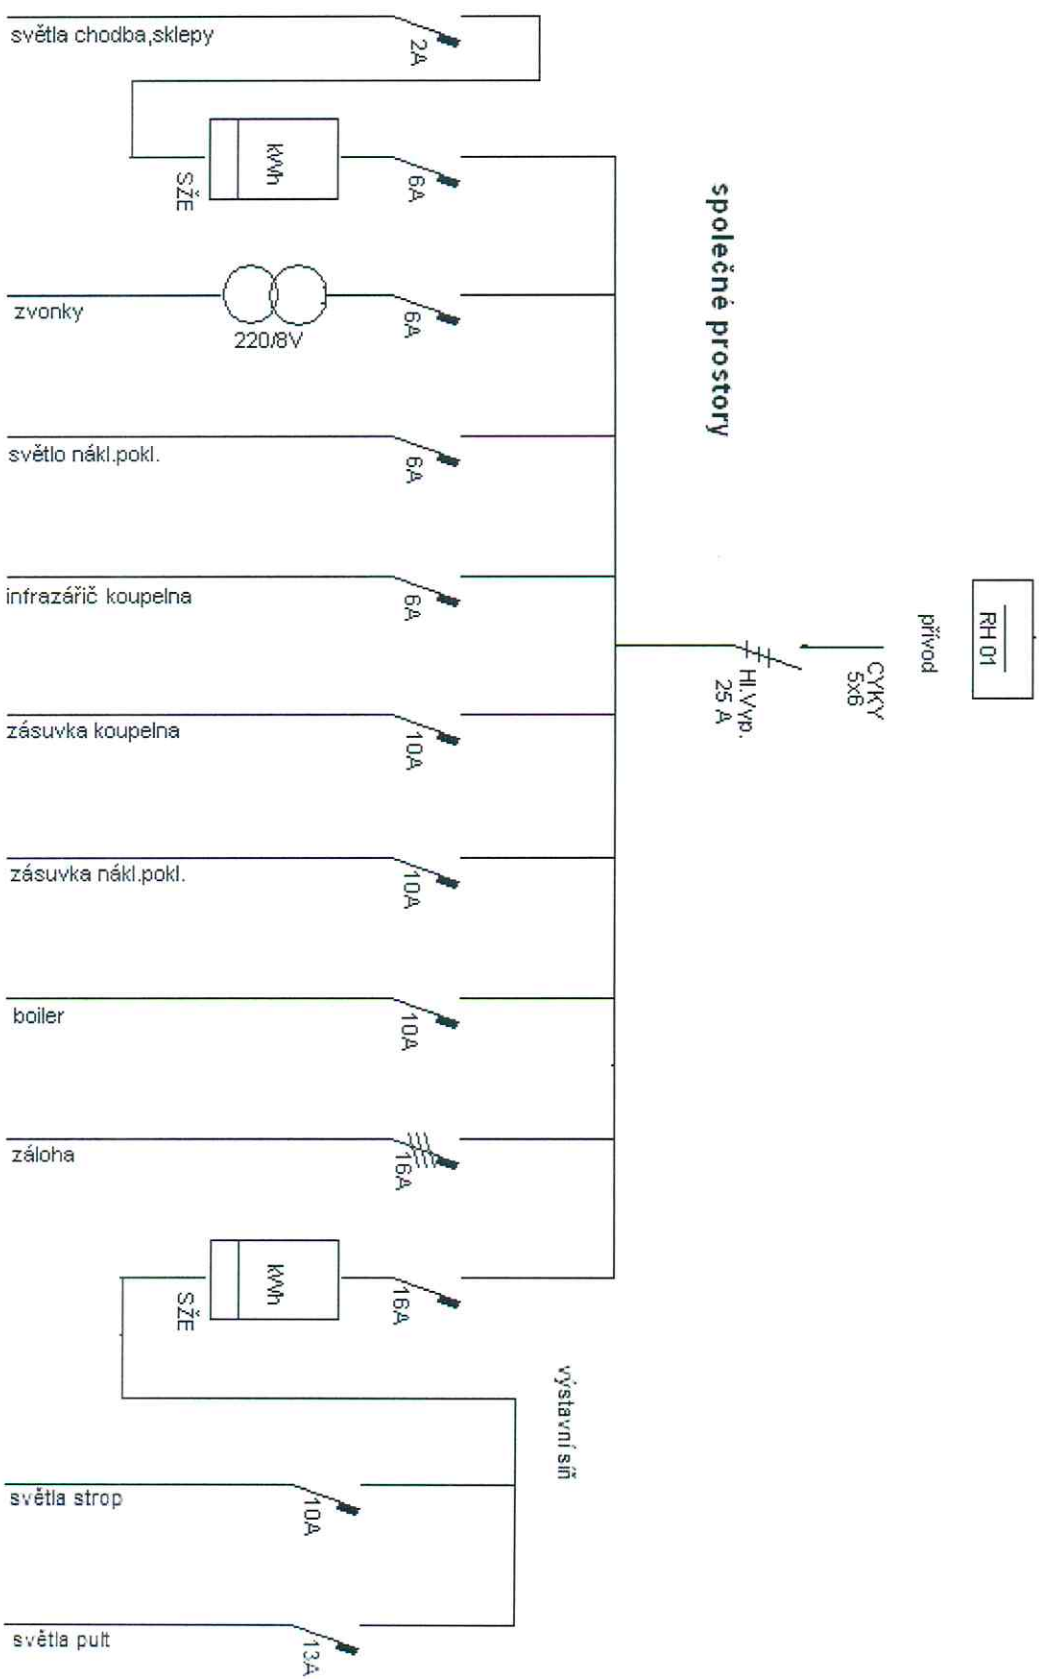 RH 01
přívod
CYKY
5x6
Hl.Vyp.
25 A
společné prostory
2A
světla chodba,sklepy
6A
kWh
SŽE
6A
220/8V
zvonky
6A
světlo nákl.pokl.
6A
infrazářič koupelna
10A
zásuvka koupelna
10A
zásuvka nákl.pokl.
10A
boiler
16A
záloha
16A
kWh
SŽE
výstavní síň
10A
světla strop
13A
světla pult